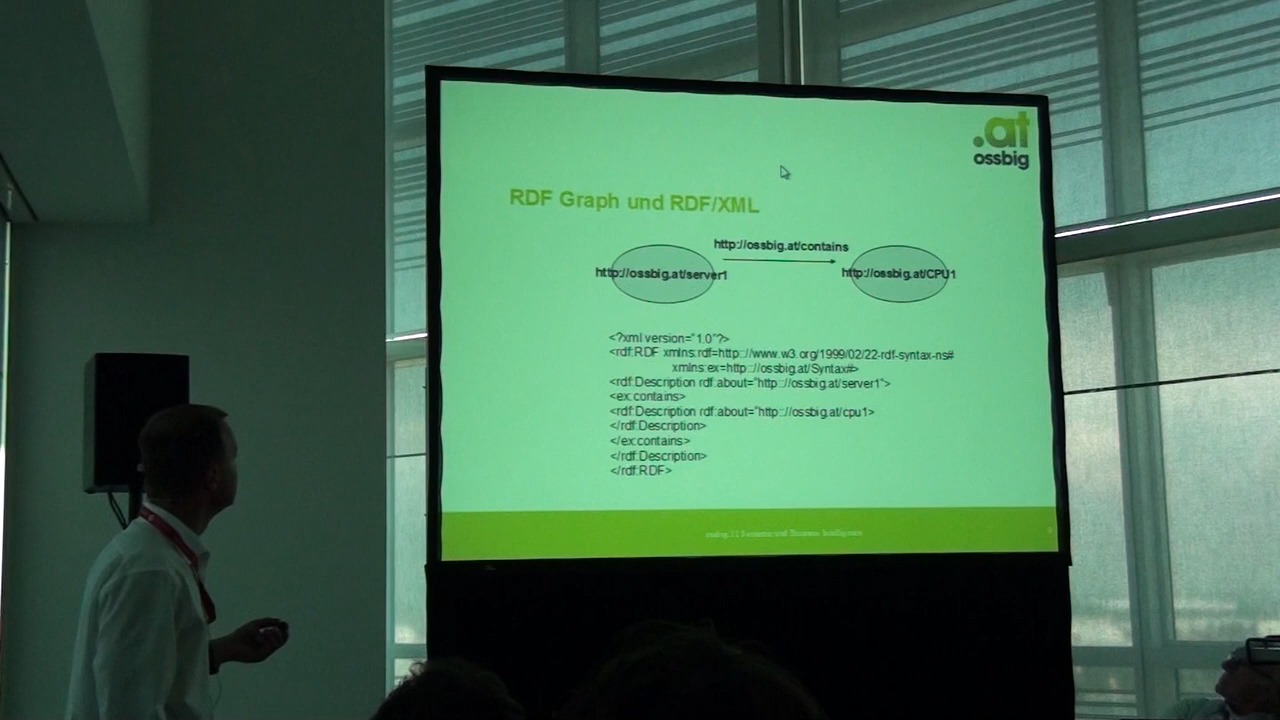 .at
ossbig
RDF Graph und RDF/XML
http://ossbig.at/contains
http://ossbig.at/server1
http://ossbig.at/CPU1
<?xml version="1.0"?>
<rdf:RDF xmlns:rdf=http:://www.w3.org/1999/02/22-rdf-syntax-ns#
xmlns:ex=http:://ossbig.at/Syntax#>
<rdf:Description rdf:about="http:://ossbig.at/server1">
<ex:contains>
<rdf:Description rdf:about="http:://ossbig.at/cpu1>
</rdf:Description>
</ex:contains>
</rdf:Description>
</rdf:RDF>
und Business Intelligence